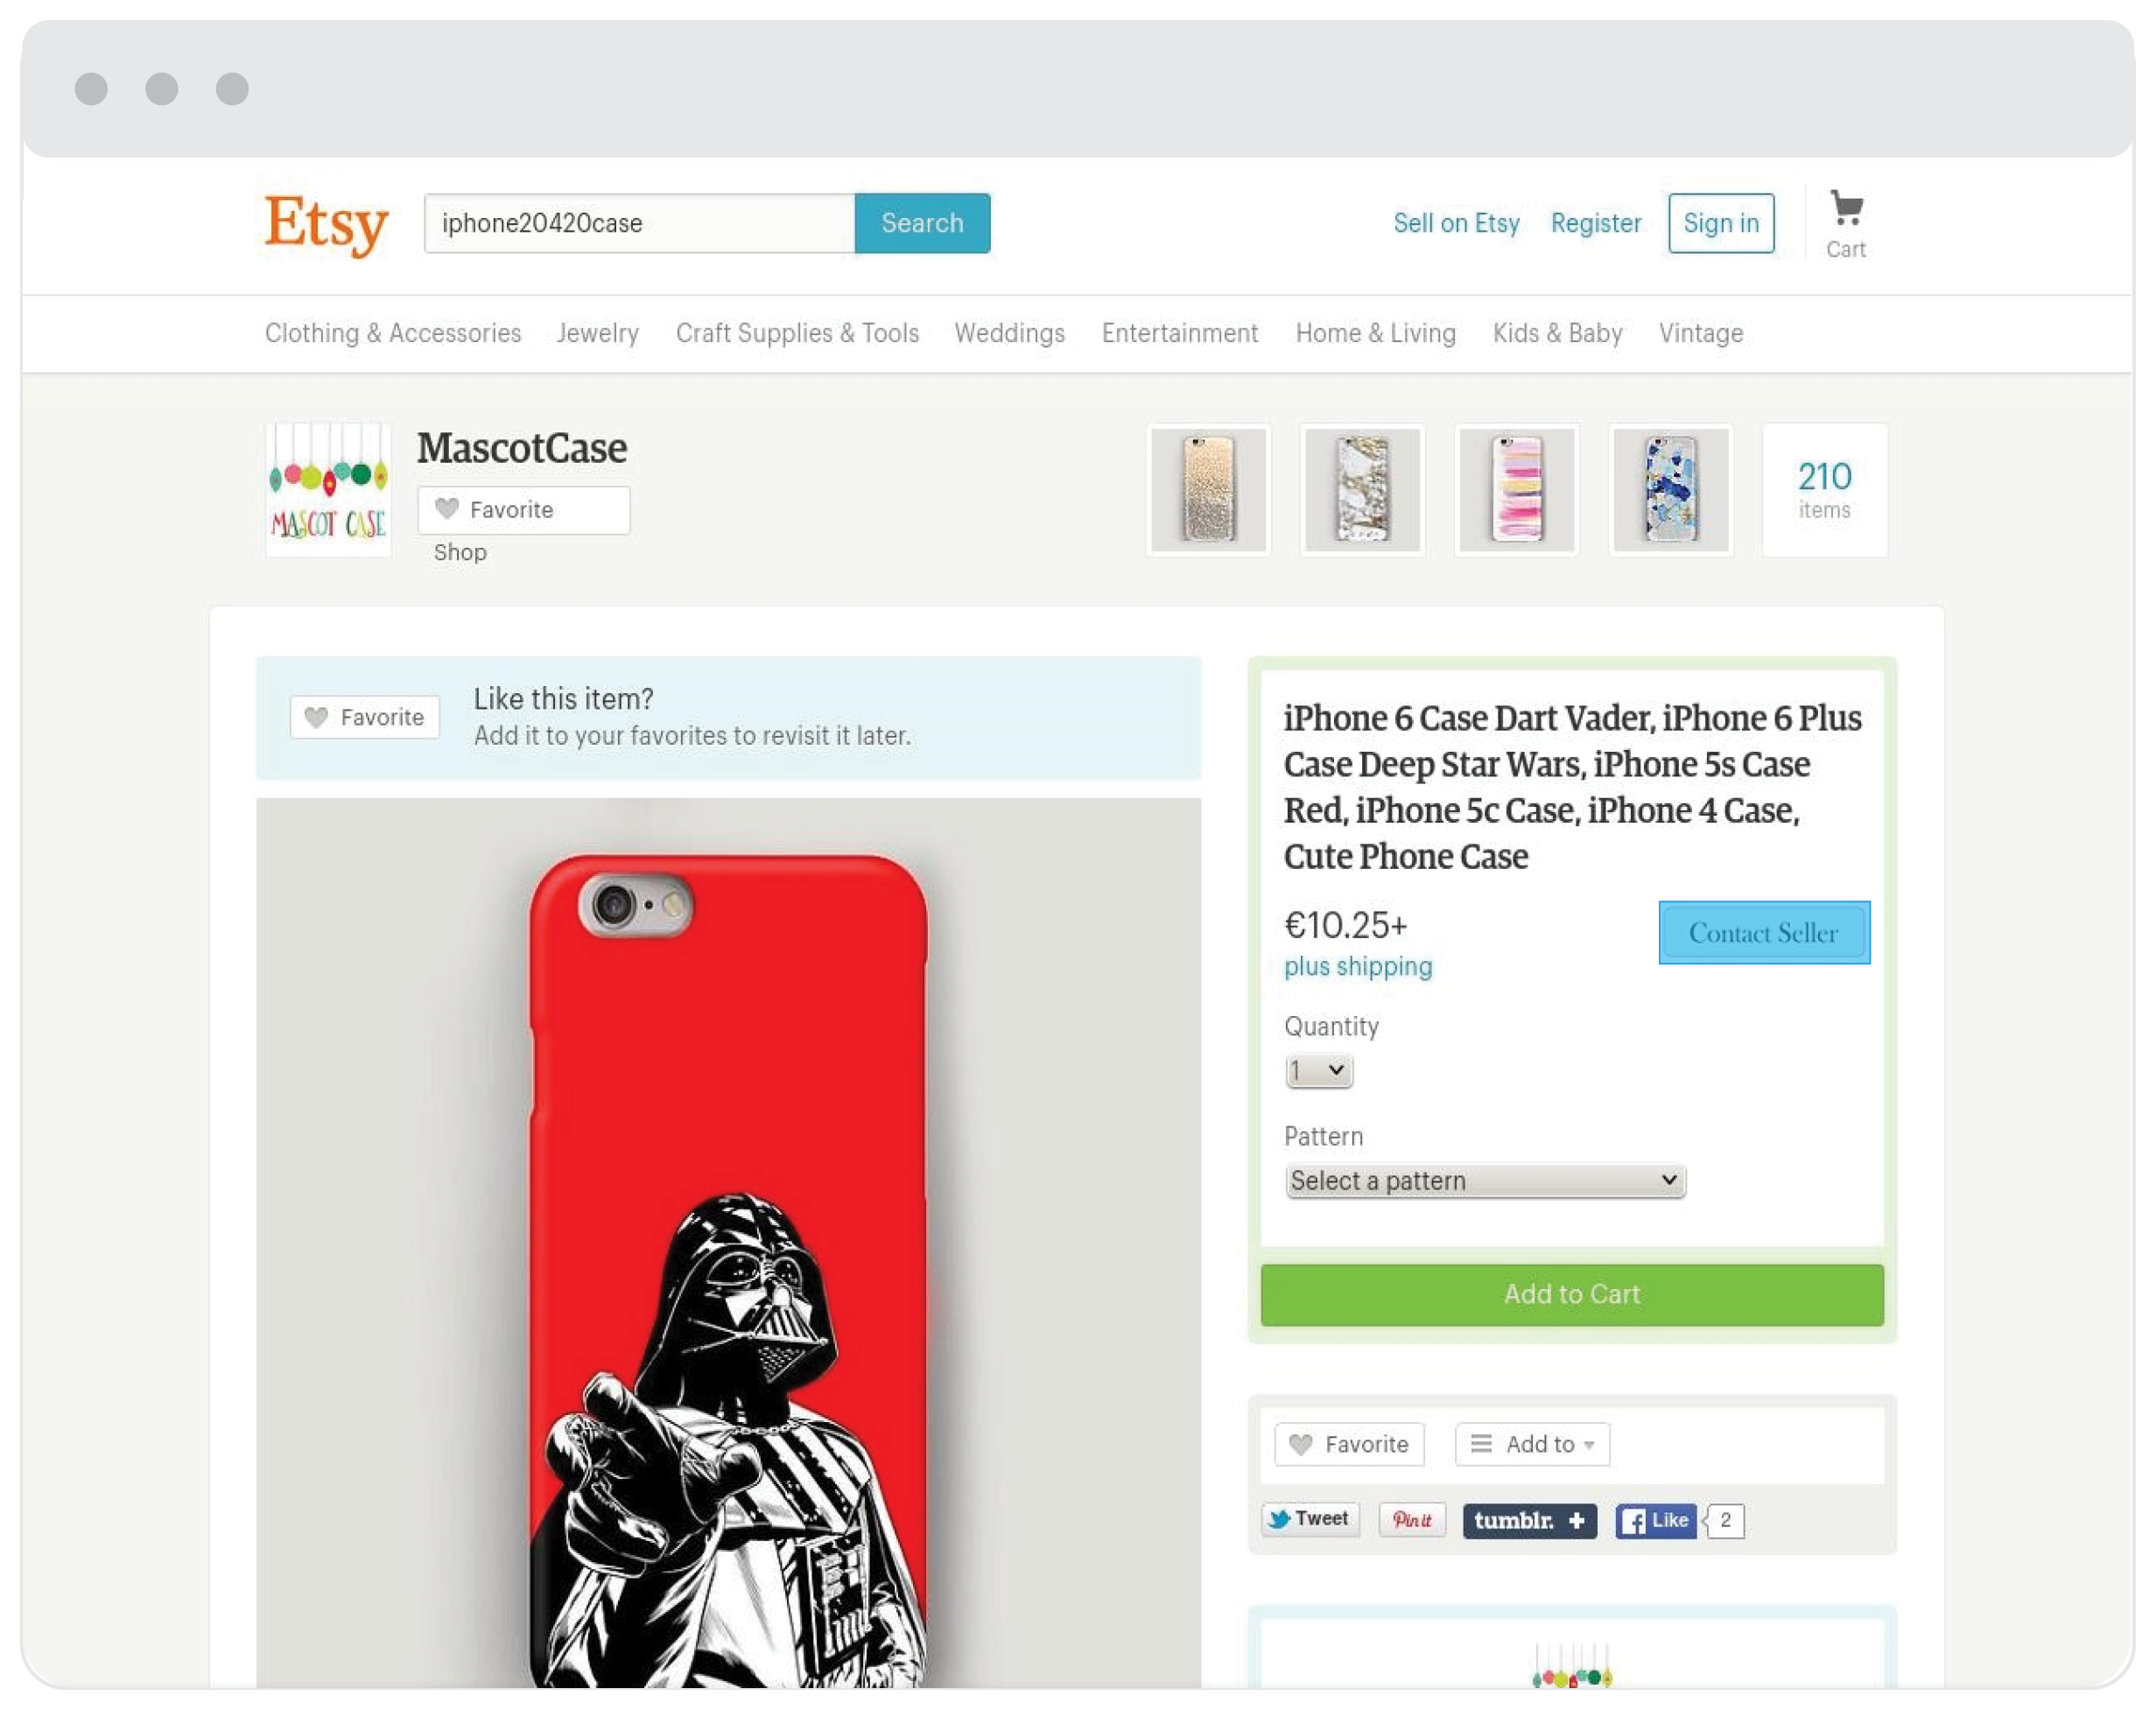 Etsy
iphone20420case
Search
Sell on Etsy
Register
Sign in
Cart
Clothing & Accessories
Jewelry
Craft Supplies & Tools
Weddings
Entertainment
Home & Living
Kids & Baby
Vintage
MASCOT CASE
MascotCase
Favorite
Shop
210
items
Favorite
Like this item?
Add it to your favorites to revisit it later.
iPhone 6 Case Dart Vader, iPhone 6 Plus
Case Deep Star Wars, iPhone 5s Case
Red, iPhone 5c Case, iPhone 4 Case,
Cute Phone Case
€10.25+
plus shipping
Contact Seller
Quantity
1
Pattern
Select a pattern
Add to Cart
Favorite
Add to
Tweet
Pin it
tumblr. +
Like
2